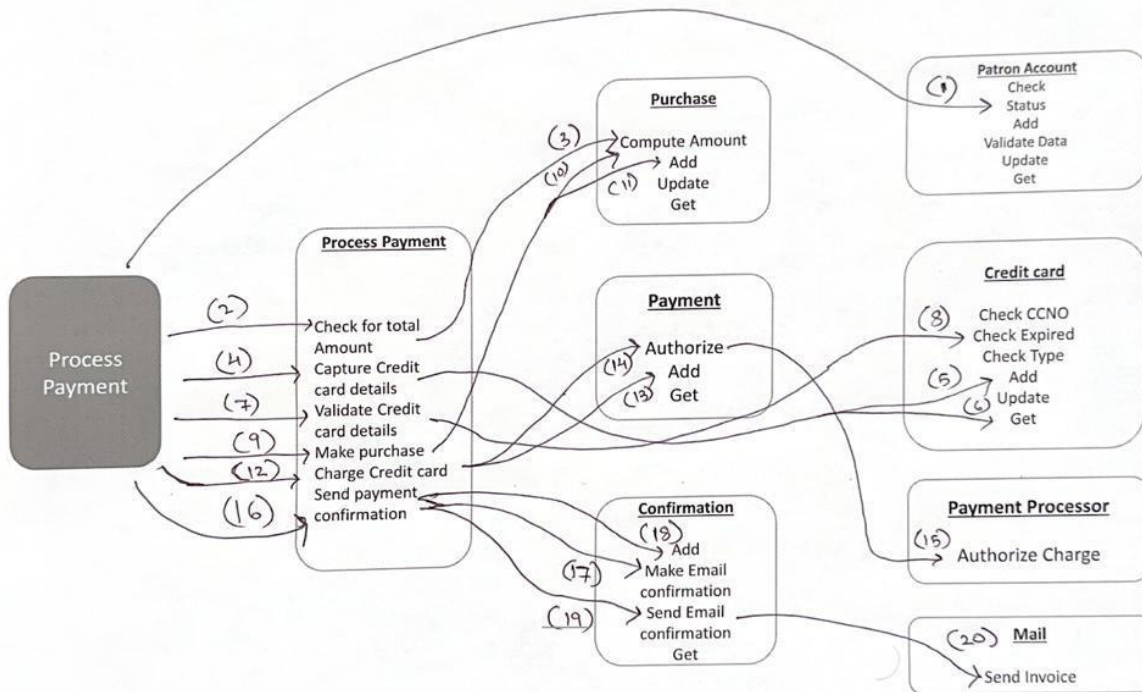 Process
Payment
Process Payment
Check for total
Amount
Capture Credit
card details
Validate Credit
card details
Make purchase
Charge Credit card
Send payment
confirmation
(2)
(4)
(7)
(9)
(12)
(16)
Purchase
Compute Amount
Add
Update
Get
(3)
(10)
(11)
Payment
Authorize
Add
Get
(14)
(13)
Confirmation
(18)
Add
Make Email
confirmation
Send Email
confirmation
Get
(17)
(19)
Patron Account
(1)
Check
Status
Add
Validate Data
Update
Get
Credit card
Check CCNO
(8)
Check Expired
Check Type
Add
Update
Get
(5)
(6)
Payment Processor
(15)
Authorize Charge
(20) Mail
Send Invoice